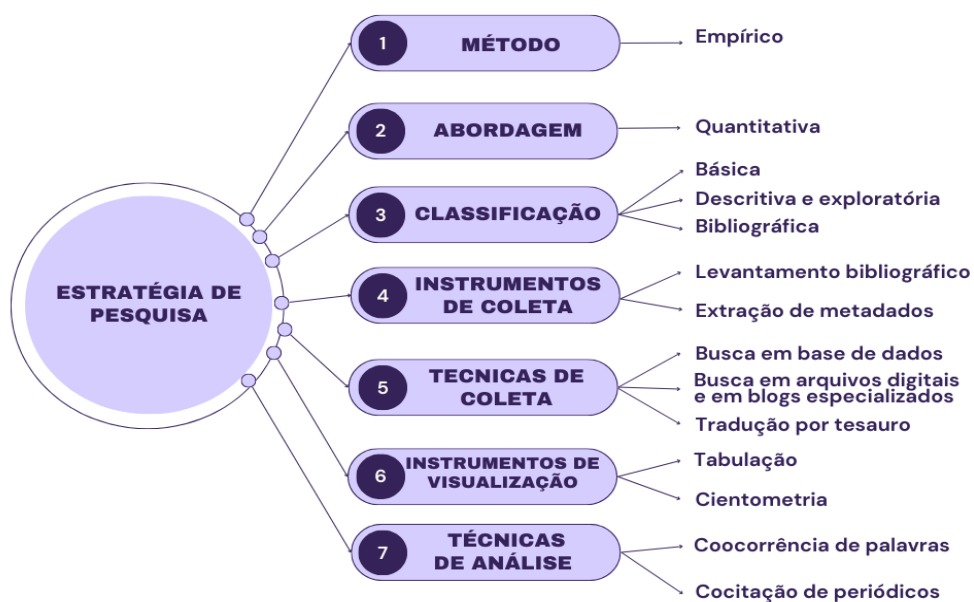 ESTRATÉGIA DE
PESQUISA
1
MÉTODO
Empírico
2
ABORDAGEM
Quantitativa
3
CLASSIFICAÇÃO
Básica
Descritiva e exploratória
Bibliográfica
4
INSTRUMENTOS
DE COLETA
Levantamento bibliográfico
Extração de metadados
5
TECNICAS DE
COLETA
Busca em base de dados
Busca em arquivos digitais
e em blogs especializados
Tradução por tesauro
6
INSTRUMENTOS DE
VISUALIZAÇÃO
Tabulação
Cientometria
7
TÉCNICAS
DE ANÁLISE
Coocorrência de palavras
Cocitação de periódicos